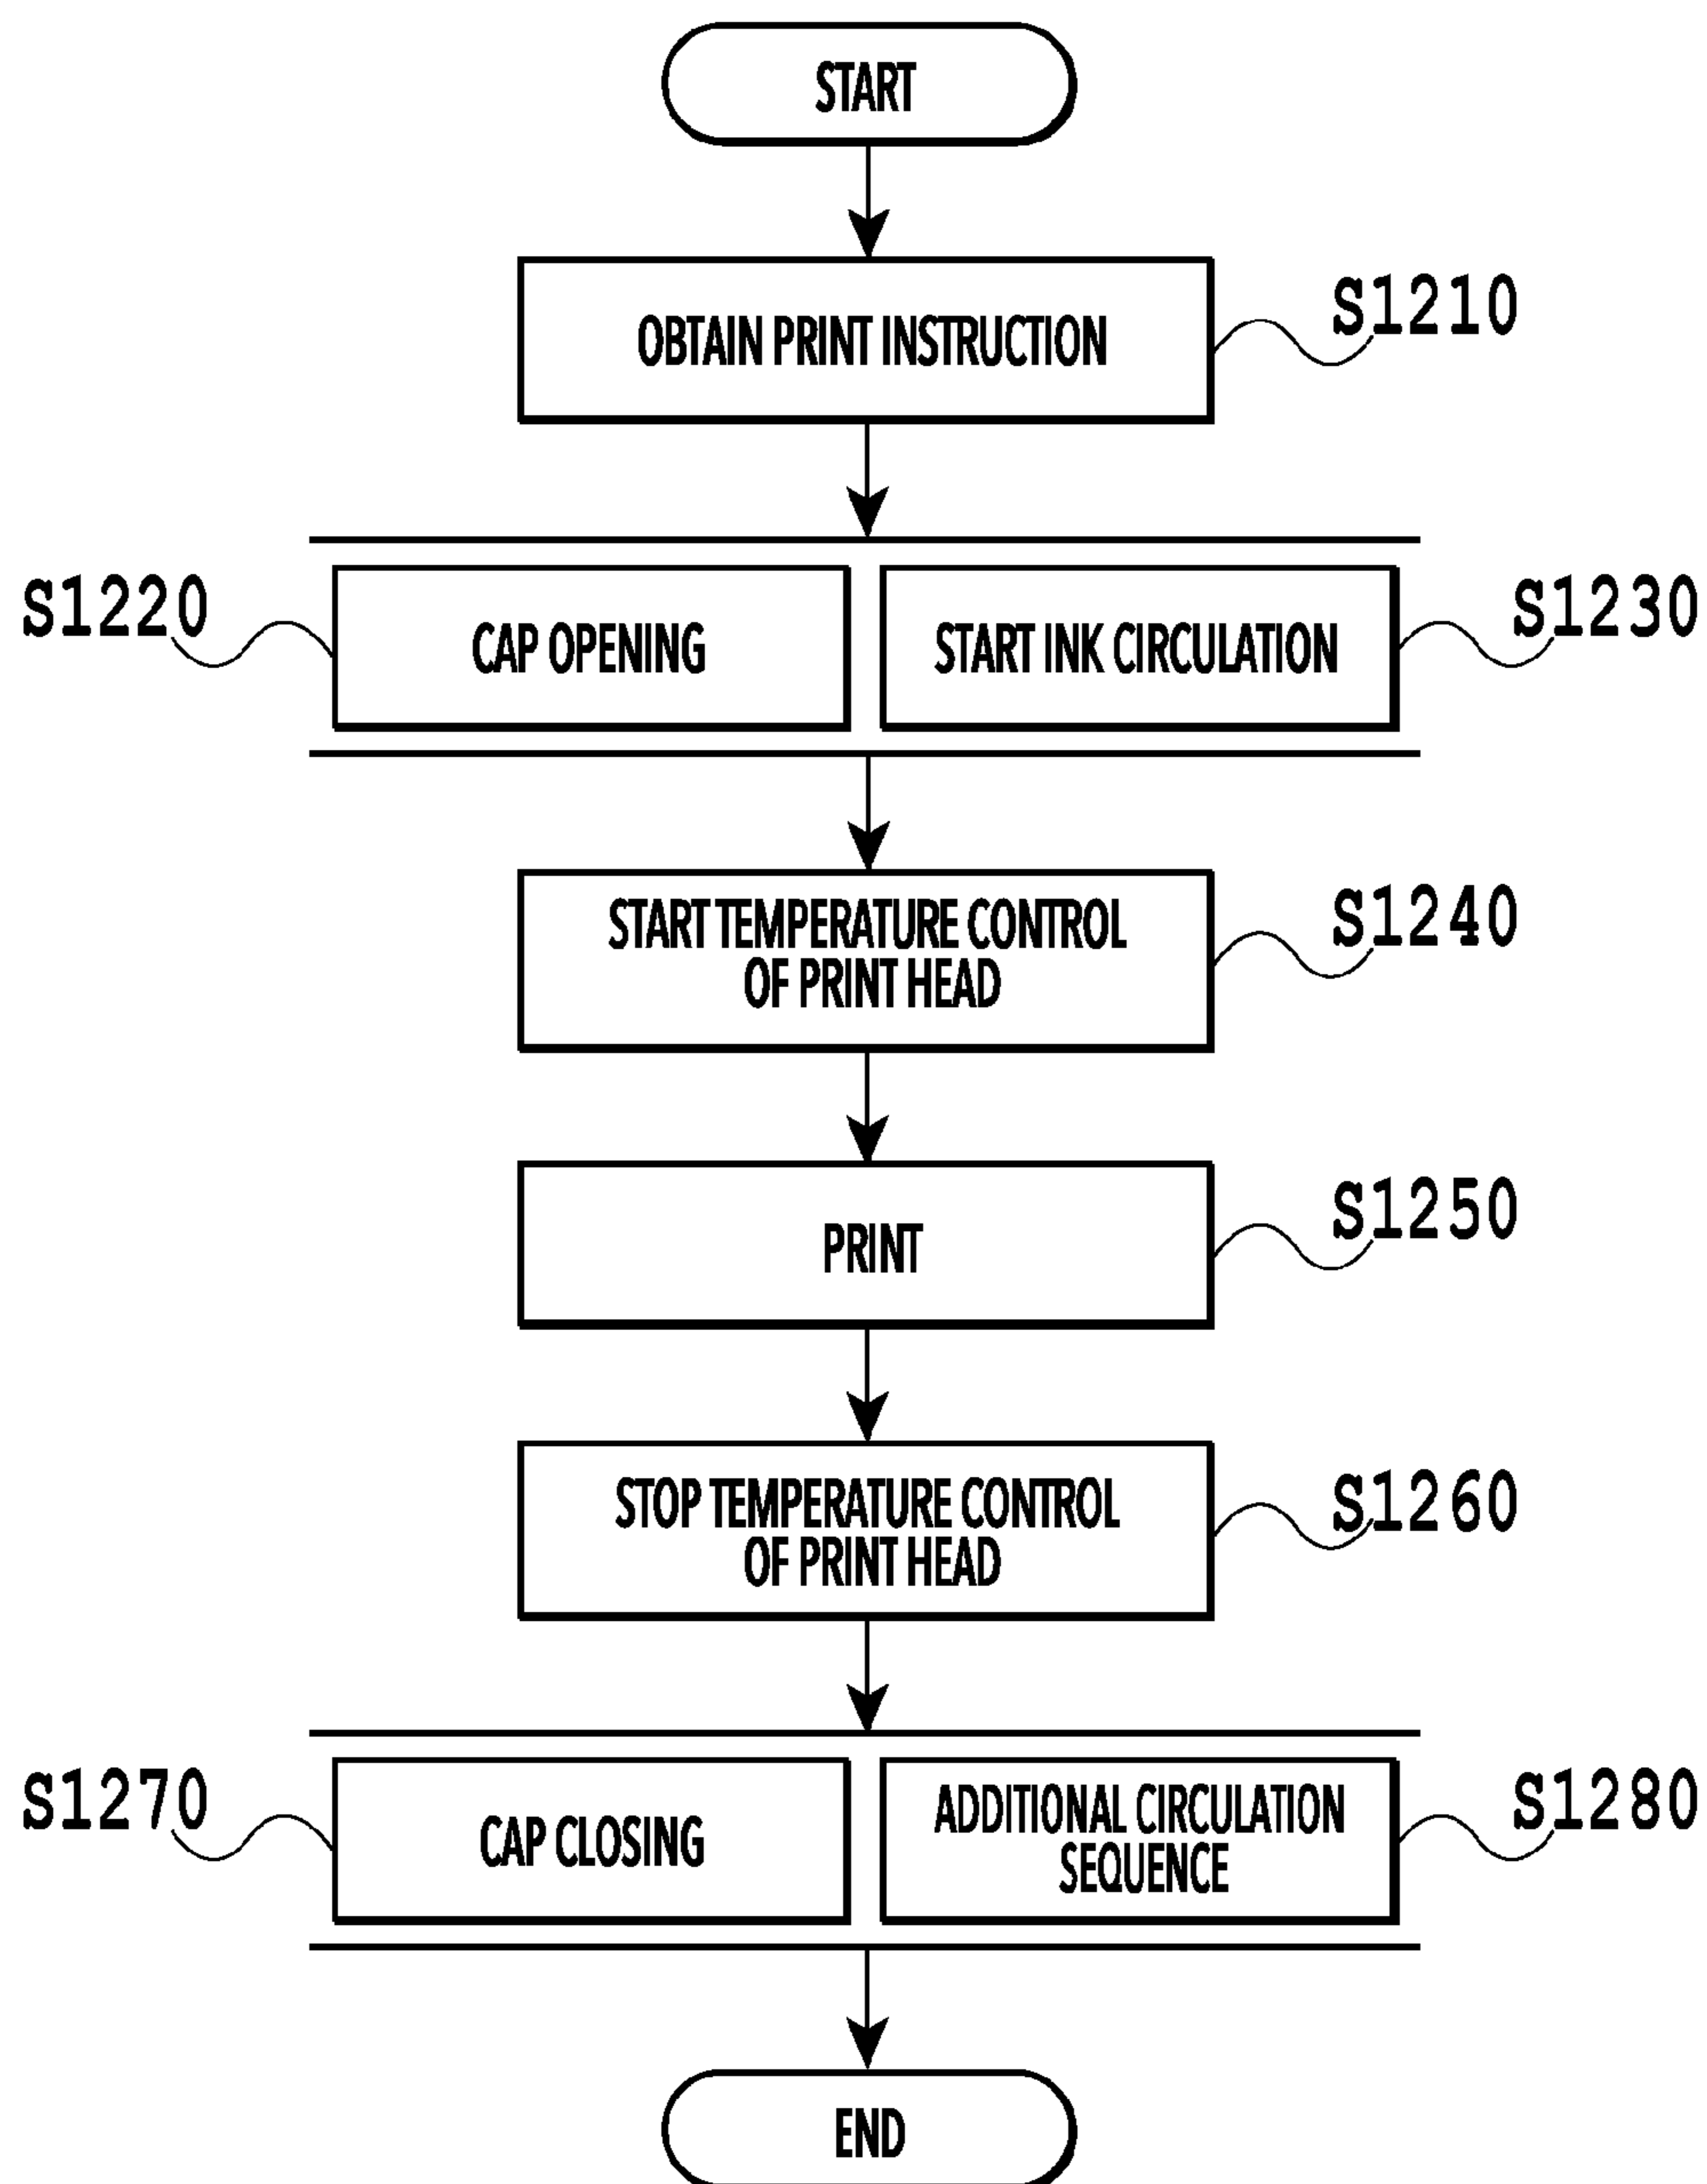 START
OBTAIN PRINT INSTRUCTION
S1210
S1220
CAP OPENING
START INK CIRCULATION
S1230
START TEMPERATURE CONTROL
OF PRINT HEAD
S1240
PRINT
S1250
STOP TEMPERATURE CONTROL
OF PRINT HEAD
S1260
S1270
CAP CLOSING
ADDITIONAL CIRCULATION
SEQUENCE
S1280
END